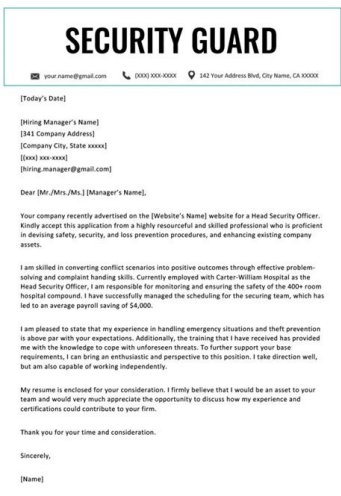 SECURITY GUARD
your.name@gmail.com (XXX) XXX-XXXX 142 Your Address Blvd, City Name, CA XXXXX
[Today's Date]
[Hiring Manager's Name]
[341 Company Address]
[Company City, State xxxxx]
[(xxx) xxx-xxxx]
[hiring.manager@gmail.com]
Dear [Mr./Mrs./Ms.] [Manager's Name],
Your company recently advertised on the [Website's Name] website for a Head Security Officer.
Kindly accept this application from a highly resourceful and skilled professional who is proficient
in devising safety, security, and loss prevention procedures, and enhancing existing company
assets.
I am skilled in converting conflict scenarios into positive outcomes through effective problem-
solving and complaint handing skills. Currently employed with Carter-William Hospital as the
Head Security Officer, I am responsible for monitoring and ensuring the safety of the 400+ room
hospital compound. I have successfully managed the scheduling for the securing team, which has
led to an average payroll saving of $4,000.
I am pleased to state that my experience in handling emergency situations and theft prevention
is above par with your expectations. Additionally, the training that I have received has provided
me with the knowledge to cope with unforeseen threats. To further support your base
requirements, I can bring an enthusiastic and perspective to this position. I take direction well,
but am also capable of working independently.
My resume is enclosed for your consideration. I firmly believe that I would be an asset to your
team and would very much appreciate the opportunity to discuss how my experience and
certifications could contribute to your firm.
Thank you for your time and consideration.
Sincerely,
[Name]